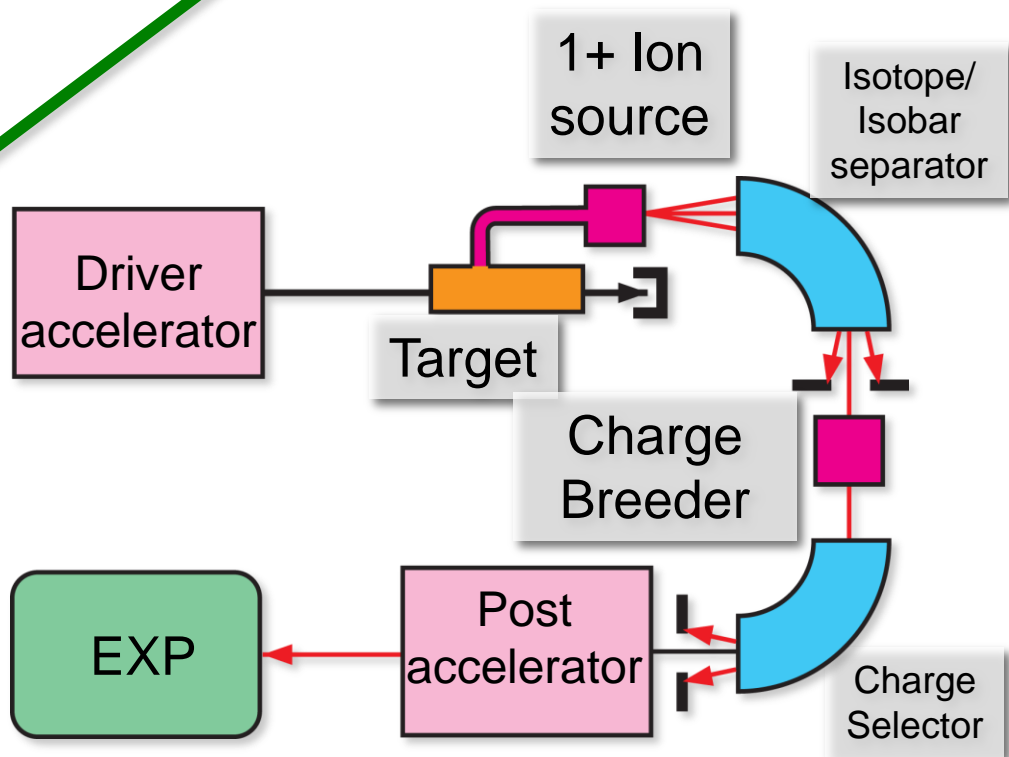 1+ Ion
source
Isotope/
Isobar
separator
Driver
accelerator
Target
Charge
Breeder
Post
accelerator
EXP
Charge
Selector